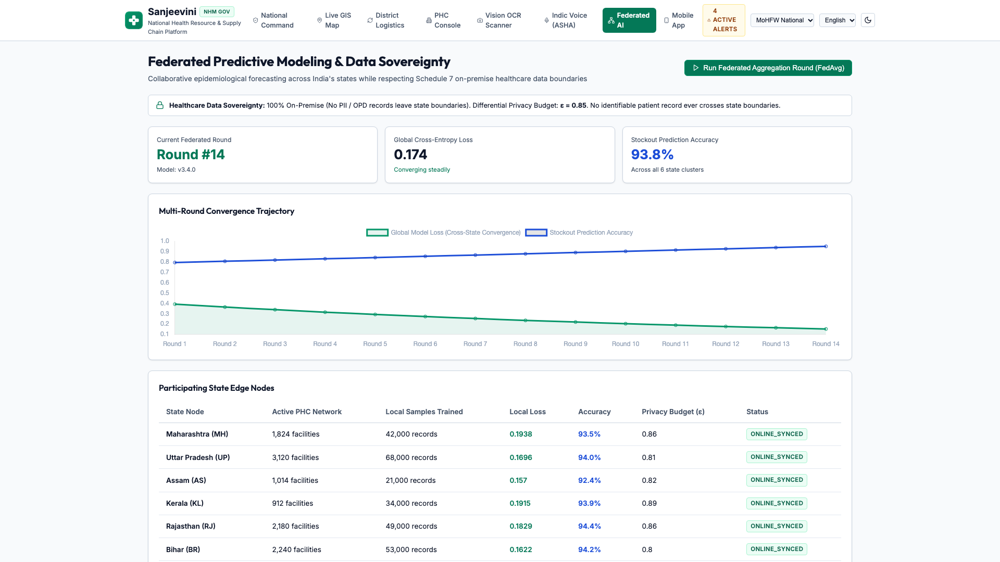 Sanjeevini NHM GOV
National Health Resource & Supply
Chain Platform
National
Command
Live GIS
Map
District
Logistics
PHC
Console
Vision OCR
Scanner
Indic Voice
(ASHA)
Federated
AI
Mobile
App
4
ACTIVE
ALERTS
MoHFW National
English
Federated Predictive Modeling & Data Sovereignty
Collaborative epidemiological forecasting across India's states while respecting Schedule 7 on-premise healthcare data boundaries
Run Federated Aggregation Round (FedAvg)
Healthcare Data Sovereignty: 100% On-Premise (No PII / OPD records leave state boundaries). Differential Privacy Budget: ε = 0.85. No identifiable patient record ever crosses state boundaries.
Current Federated Round
Round #14
Model: v3.4.0
Global Cross-Entropy Loss
0.174
Converging steadily
Stockout Prediction Accuracy
93.8%
Across all 6 state clusters
Multi-Round Convergence Trajectory
Global Model Loss (Cross-State Convergence) Stockout Prediction Accuracy
1.0
0.9
0.8
0.7
0.6
0.5
0.4
0.3
0.2
0.1
Round 1 Round 2 Round 3 Round 4 Round 5 Round 6 Round 7 Round 8 Round 9 Round 10 Round 11 Round 12 Round 13 Round 14
Participating State Edge Nodes
State Node Active PHC Network Local Samples Trained Local Loss Accuracy Privacy Budget (ε) Status
Maharashtra (MH) 1,824 facilities 42,000 records 0.1938 93.5% 0.86 ONLINE_SYNCED
Uttar Pradesh (UP) 3,120 facilities 68,000 records 0.1696 94.0% 0.81 ONLINE_SYNCED
Assam (AS) 1,014 facilities 21,000 records 0.157 92.4% 0.82 ONLINE_SYNCED
Kerala (KL) 912 facilities 34,000 records 0.1915 93.9% 0.89 ONLINE_SYNCED
Rajasthan (RJ) 2,180 facilities 49,000 records 0.1829 94.4% 0.86 ONLINE_SYNCED
Bihar (BR) 2,240 facilities 53,000 records 0.1622 94.2% 0.8 ONLINE_SYNCED